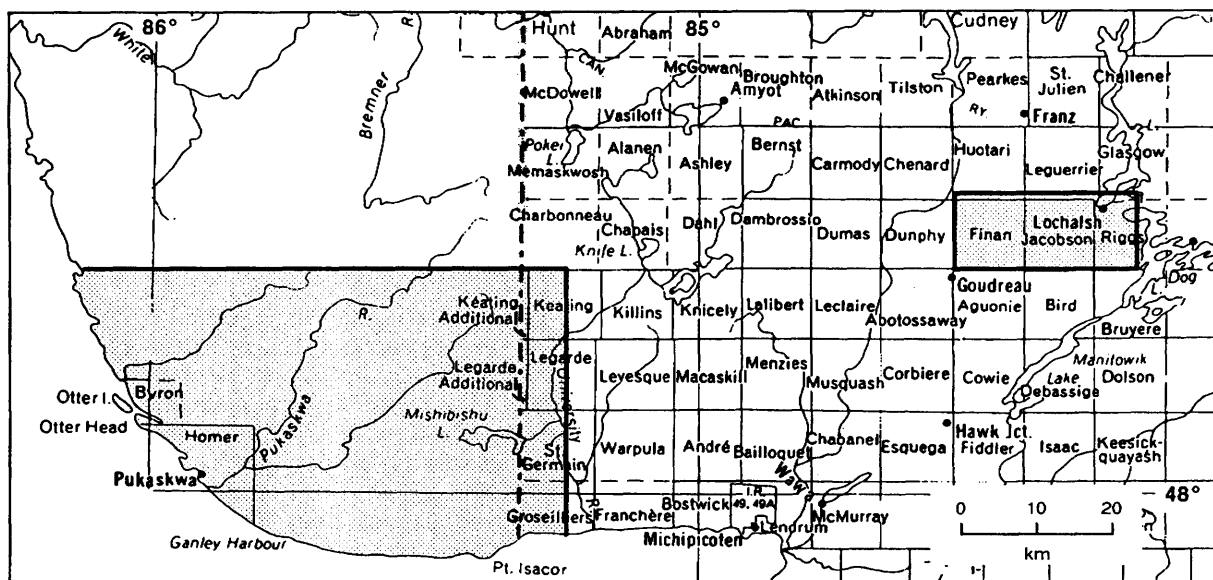 86°
85°
Cudney
White
R.
Hunt
Abraham
Bremner
CAN.
McGowan
Broughton
Pearkes
St.
Julien
Challener
McDowell
Amyot
Atkinson
Tilston
Vasiloff
RY
Franz
PAC.
L.
Poker
L.
Alanen
Bernst
Huotari
Glasgow
Memaskwosh
Ashley
Carmody
Chenard
Leguerrier
Charbonneau
Dahl
Dambrossio
Lochalsh
Chapais
Dumas
Dunphy
Finan
Jacobson
Riggs
Knife L.
Dog
L.
Goudreau
R.
Keating
Additional
Keating
Killins
Knicely
Lalibert
Leclaire
Aguonie
Bird
Abotossaway
Bruyere
Legarde
Menzies
Manitowik
Legarde
Additional
Levesque
Macaskill
Musquash
Corbiere
Cowie
Lake
Dolson
Debassige
Byron
University
Otter I.
Mishibishu
L.
Otter Head
Homer
Pukaskwa
Chabanel
Hawk Jct.
St.
Germain
Warpula
André
Bailloquet
Esquega
Fiddler
Isaac
Keesick-
quayash
Pukaskwa
Wawa
R.
I.R.
49, 49A
48°
Bostwick
McMurray
0 10 20
Groseilliers
Franchère
Lendrum
Michipicoten
km
Ganley Harbour
Pt. Isacor